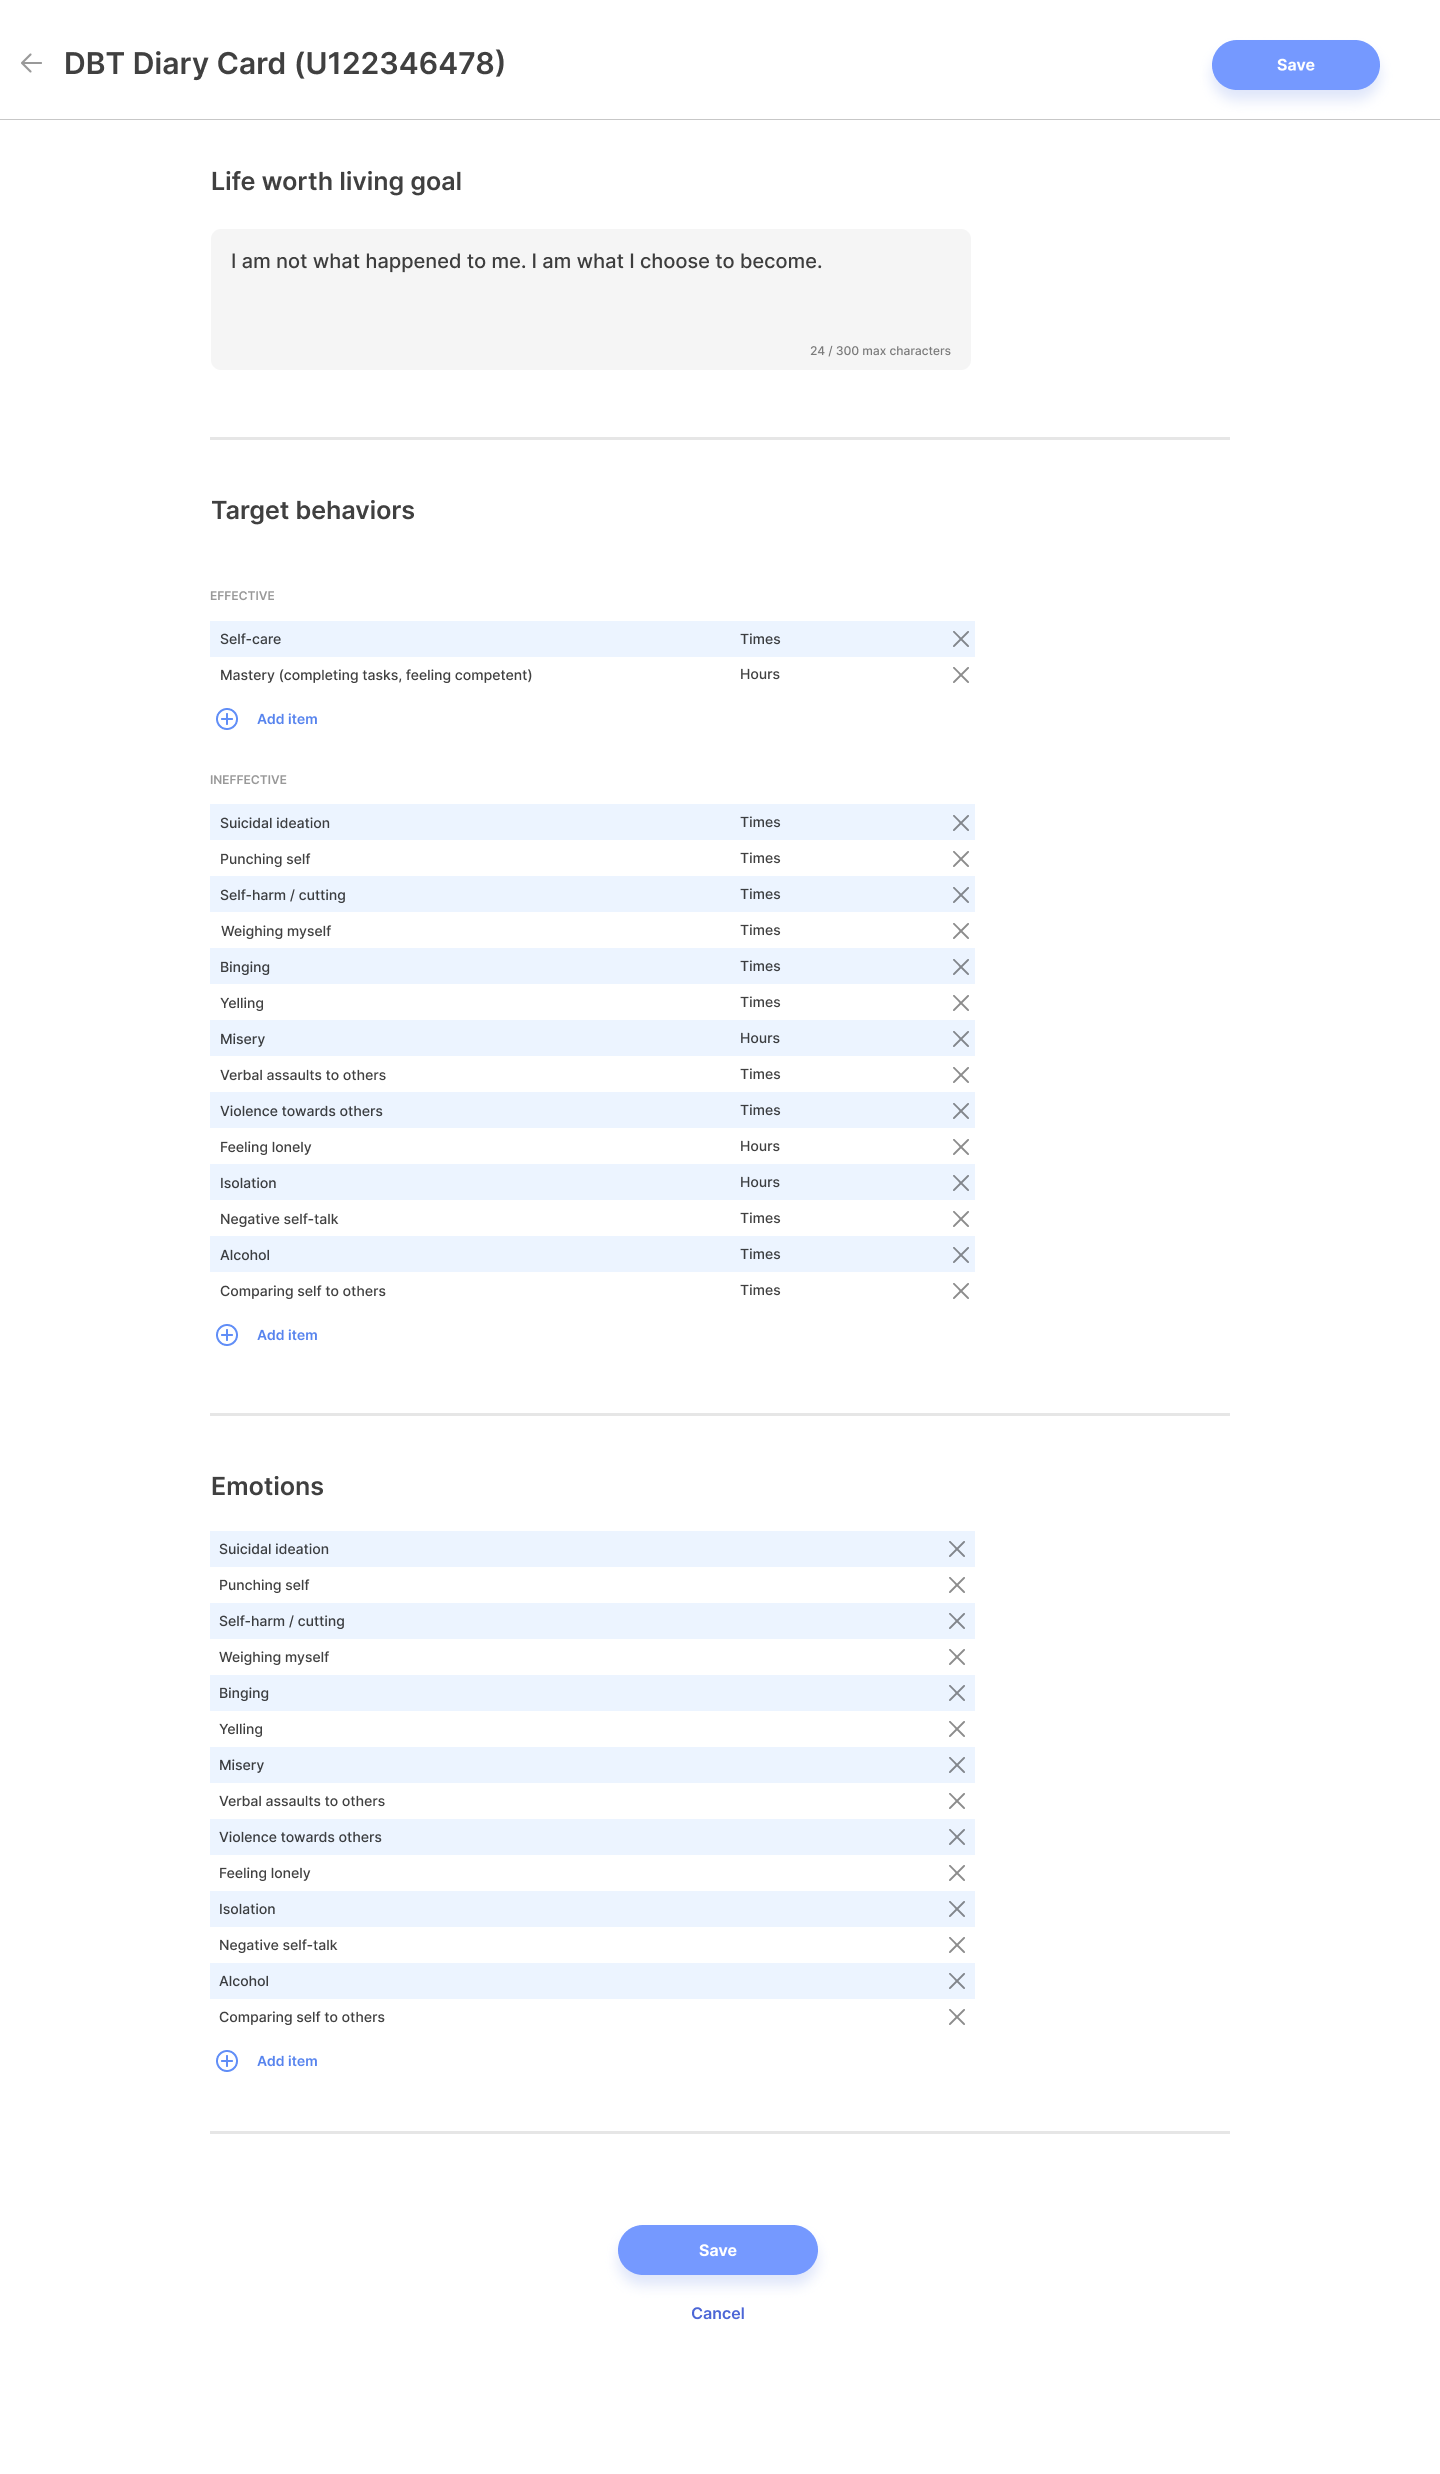 DBT Diary Card (U122346478)
Save
Life worth living goal
I am not what happened to me. I am what I choose to become.
24 / 300 max characters
Target behaviors
EFFECTIVE
Self-care Times
Mastery (completing tasks, feeling competent) Hours
Add item
INEFFECTIVE
Suicidal ideation Times
Punching self Times
Self-harm / cutting Times
Weighing myself Times
Binging Times
Yelling Times
Misery Hours
Verbal assaults to others Times
Violence towards others Times
Feeling lonely Hours
Isolation Hours
Negative self-talk Times
Alcohol Times
Comparing self to others Times
Add item
Emotions
Suicidal ideation
Punching self
Self-harm / cutting
Weighing myself
Binging
Yelling
Misery
Verbal assaults to others
Violence towards others
Feeling lonely
Isolation
Negative self-talk
Alcohol
Comparing self to others
Add item
Save
Cancel